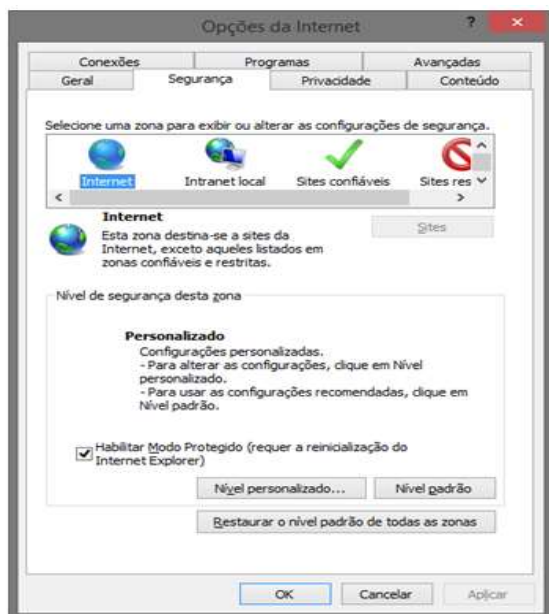 Opções da Internet
Conexões Programas Avançadas
Geral Segurança Privacidade Conteúdo
Selecione uma zona para exibir ou alterar as configurações de segurança.
Internet Intranet local Sites confiáveis Sites res
Internet
Sites
Esta zona destina-se a sites da
Internet, exceto aqueles listados em
zonas confiáveis e restritas.
Nível de segurança desta zona
Personalizado
Configurações personalizadas.
- Para alterar as configurações, clique em Nível
personalizado.
- Para usar as configurações recomendadas, clique em
Nível padrão.
Habilitar Modo Protegido (requer a reinicialização do
Internet Explorer)
Nível personalizado... Nível padrão
Restaurar o nível padrão de todas as zonas
OK Cancelar Aplicar